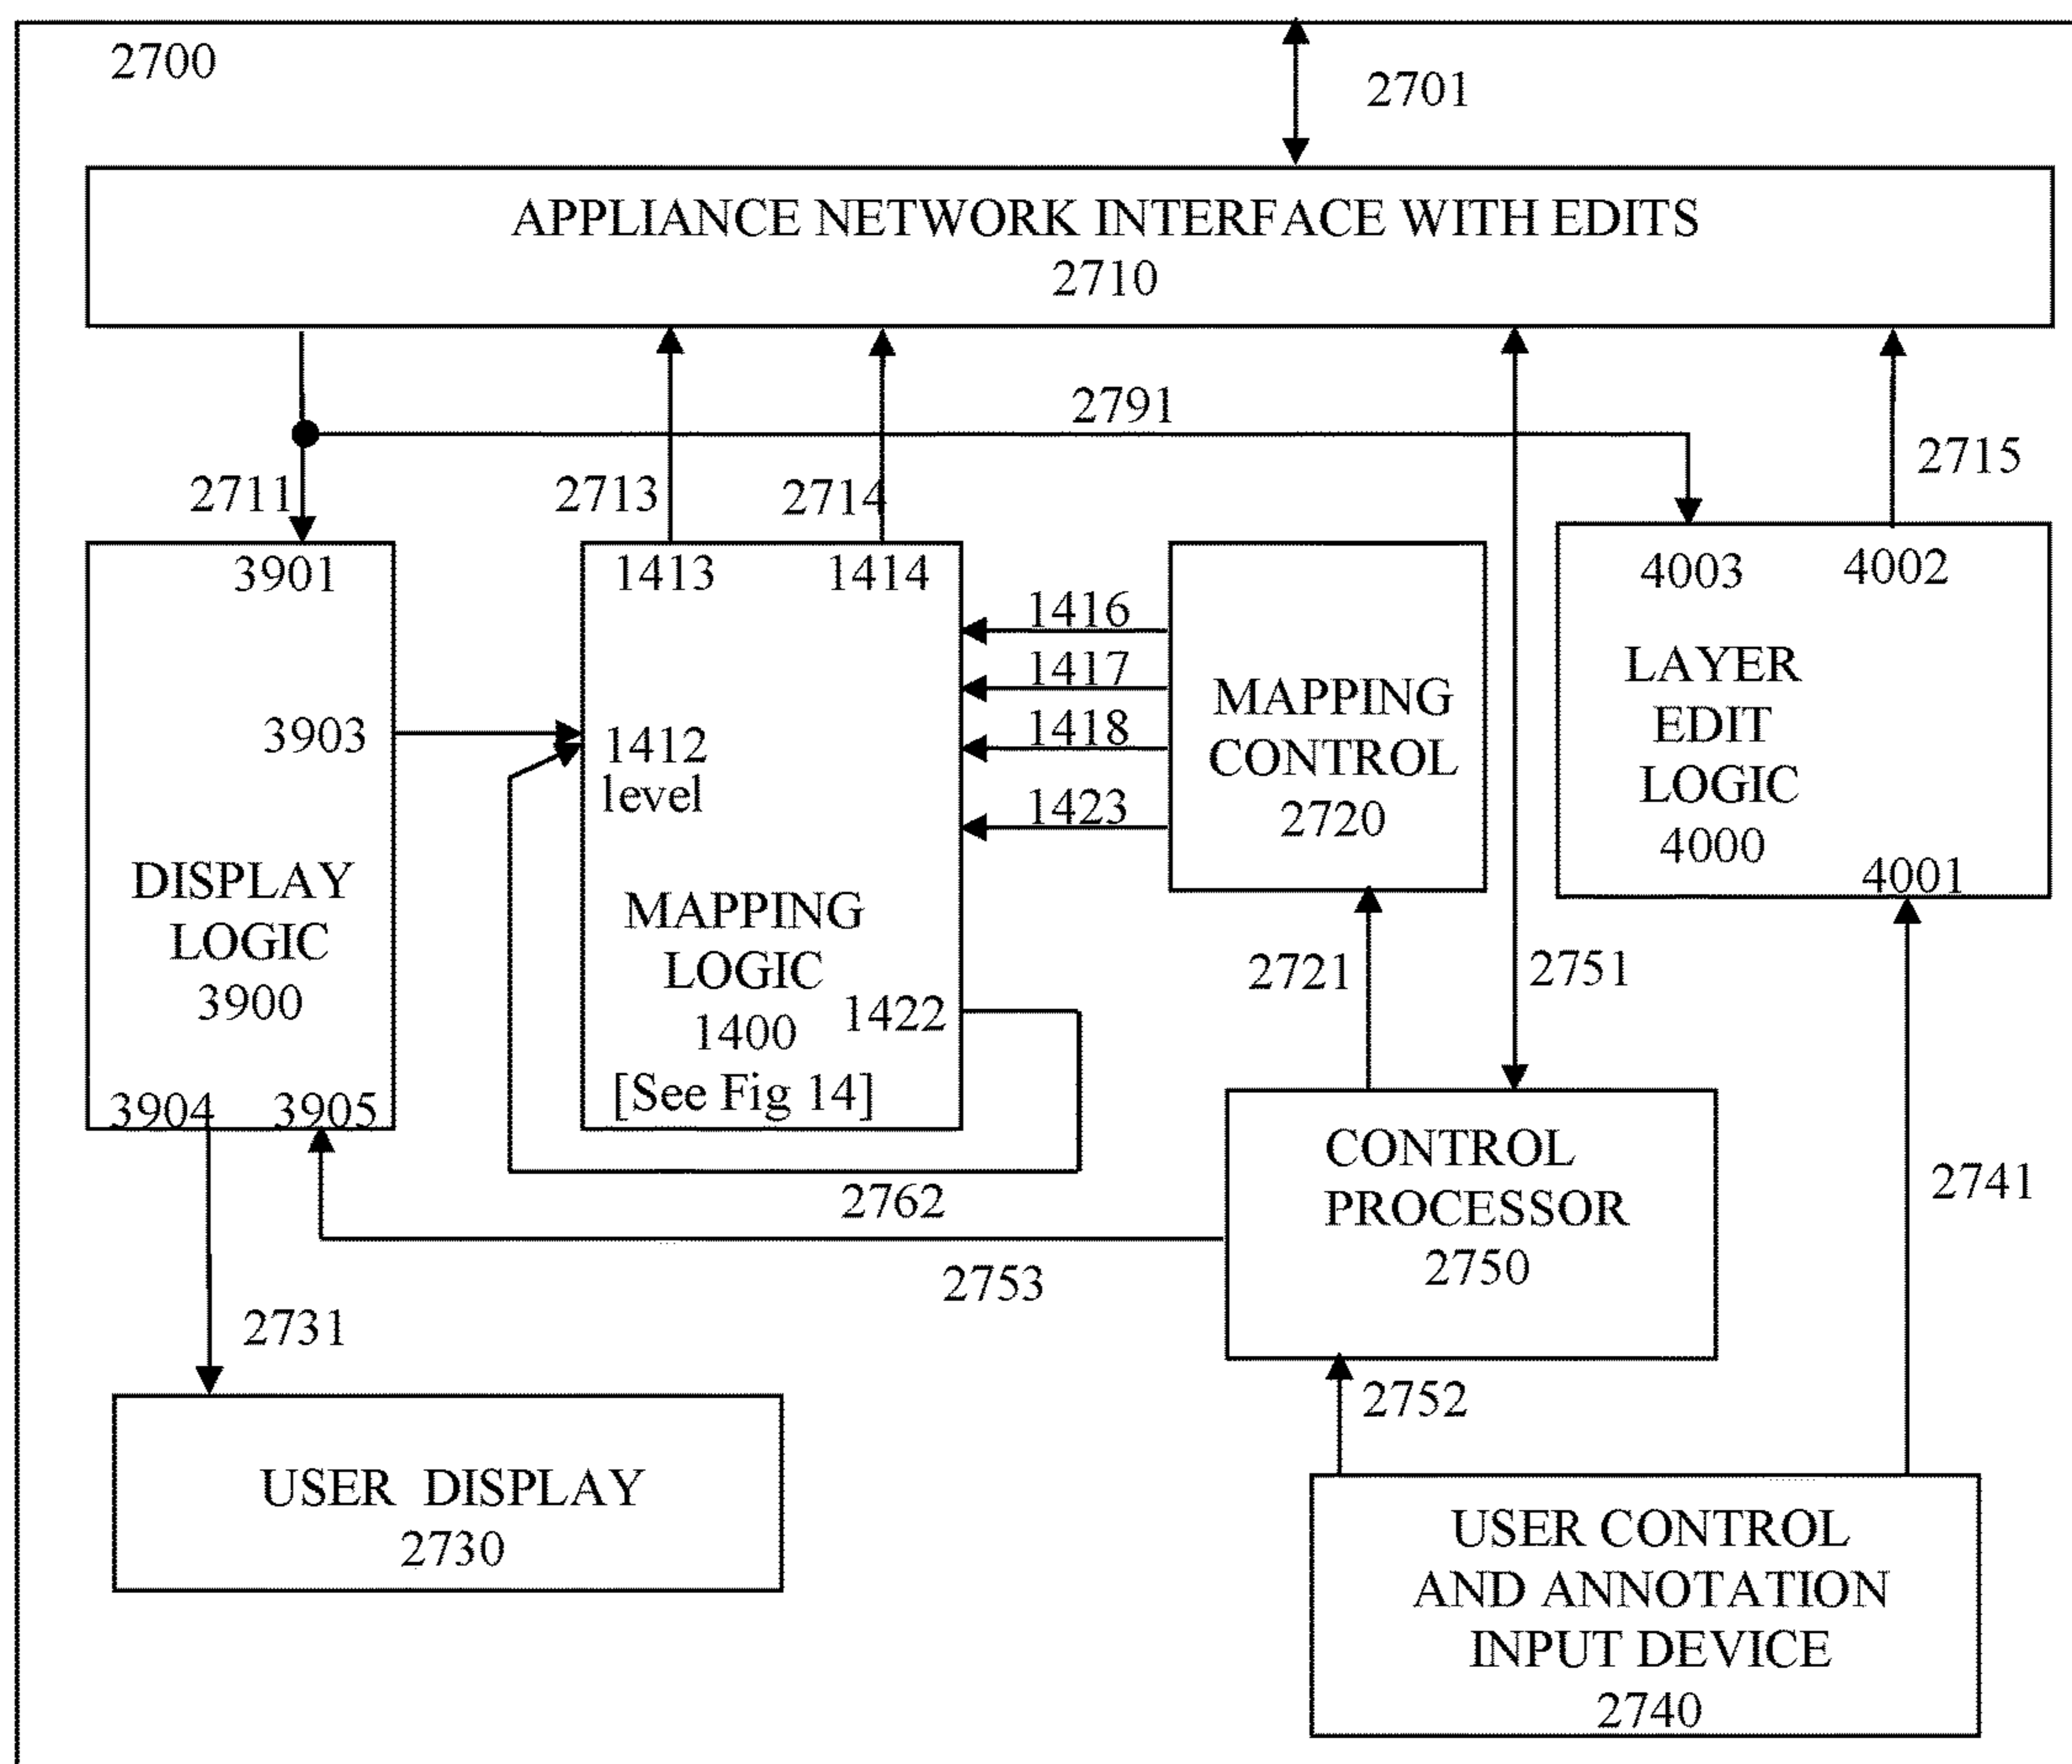 2700
2701
APPLIANCE NETWORK INTERFACE WITH EDITS
2710
2791
2711
2713
2714
2715
3901
1413
1414
4003
4002
1416
1417
1418
1423
3903
1412
level
MAPPING
CONTROL
2720
LAYER
EDIT
LOGIC
4000
4001
DISPLAY
LOGIC
3900
MAPPING
LOGIC
1400
1422
[See Fig 14]
2721
2751
3904
3905
2762
CONTROL
PROCESSOR
2750
2741
2753
2731
2752
USER DISPLAY
2730
USER CONTROL
AND ANNOTATION
INPUT DEVICE
2740